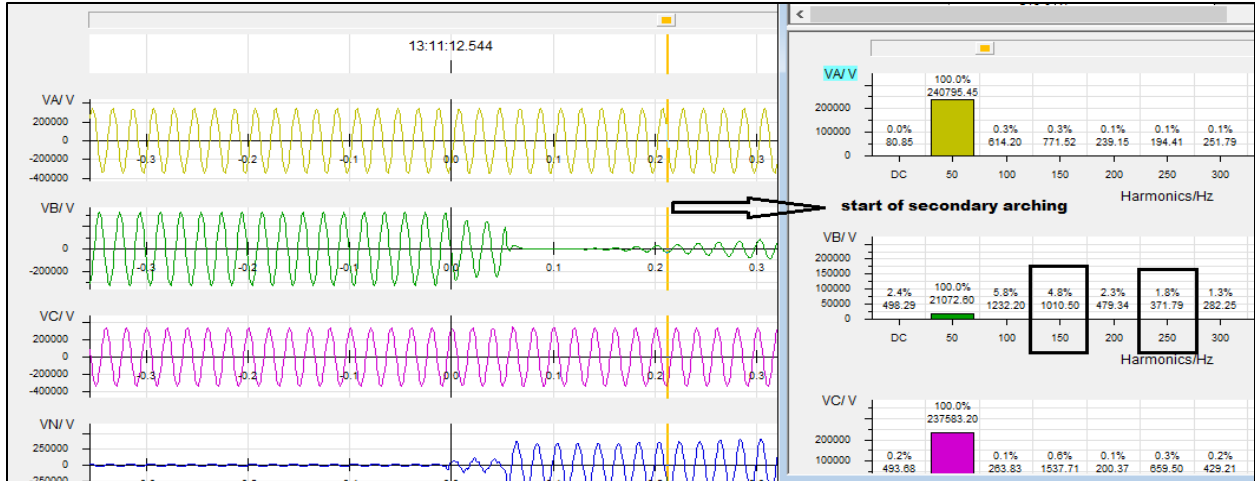 13:11:12.544
VA/ V
200000
0
-200000
-400000
-0.3 -0.2 -0.1 0.0 0.1 0.2 0.3
VB/ V
0
-200000
-0.3 -0.2 -0.1 0.0 0.1 0.2 0.3
VC/ V
200000
0
-200000
-400000
-0.3 -0.2 -0.1 0.0 0.1 0.2 0.3
VN/ V
250000
0
-250000
<
VA/ V
200000
100000
0
100.0%
240795.45
0.0% 0.3% 0.3% 0.1% 0.1% 0.1%
80.85 614.20 771.52 239.15 194.41 251.79
DC 50 100 150 200 250 300
Harmonics/Hz
start of secondary arching
VB/ V
200000
150000
100000
50000
0
2.4% 100.0% 5.8% 4.8% 2.3% 1.8% 1.3%
498.29 21072.60 1232.20 1010.50 479.34 371.79 282.25
DC 50 100 150 200 250 300
Harmonics/Hz
VC/ V
200000
100000
100.0%
237583.20
0.2% 0.1% 0.6% 0.1% 0.3% 0.2%
493.68 263.83 1537.71 200.37 659.50 429.21